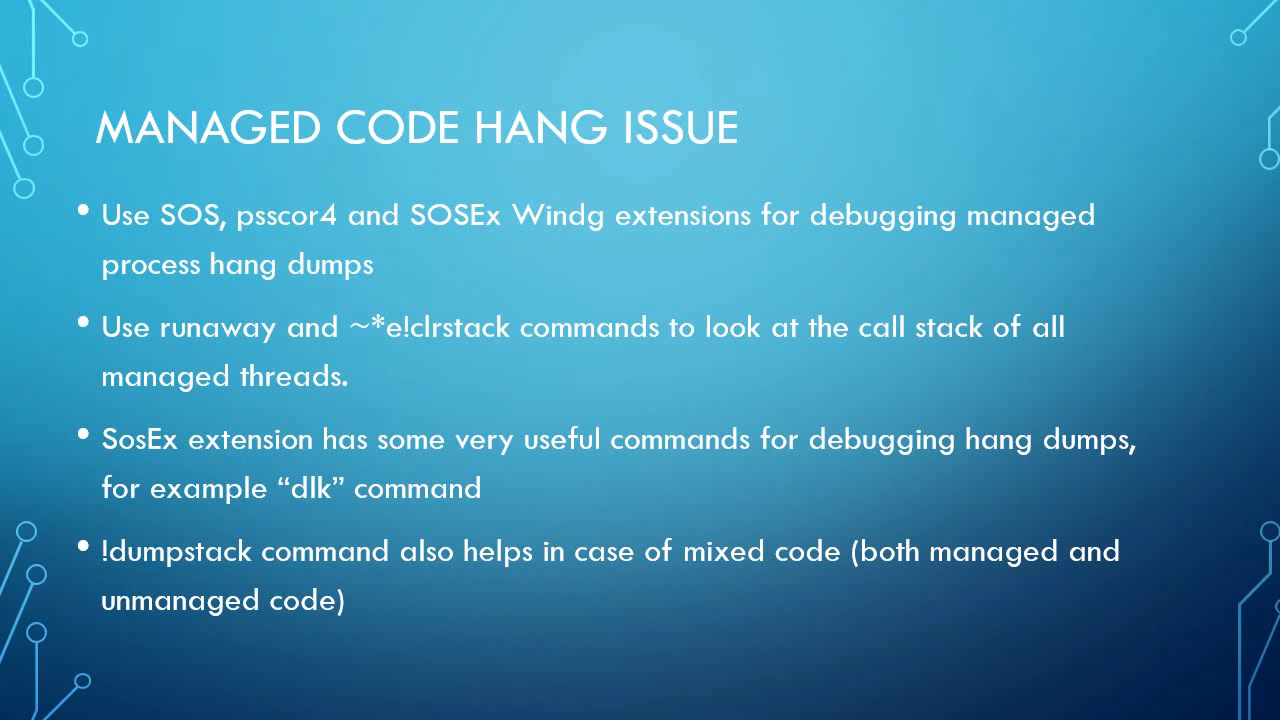 MANAGED CODE HANG ISSUE
• Use SOS, psscor4 and SOSEx Windg extensions for debugging managed
process hang dumps
• Use runaway and ~*e!clrstack commands to look at the call stack of all
managed threads.
• SosEx extension has some very useful commands for debugging hang dumps,
for example “dlk” command
• !dumpstack command also helps in case of mixed code (both managed and
unmanaged code)